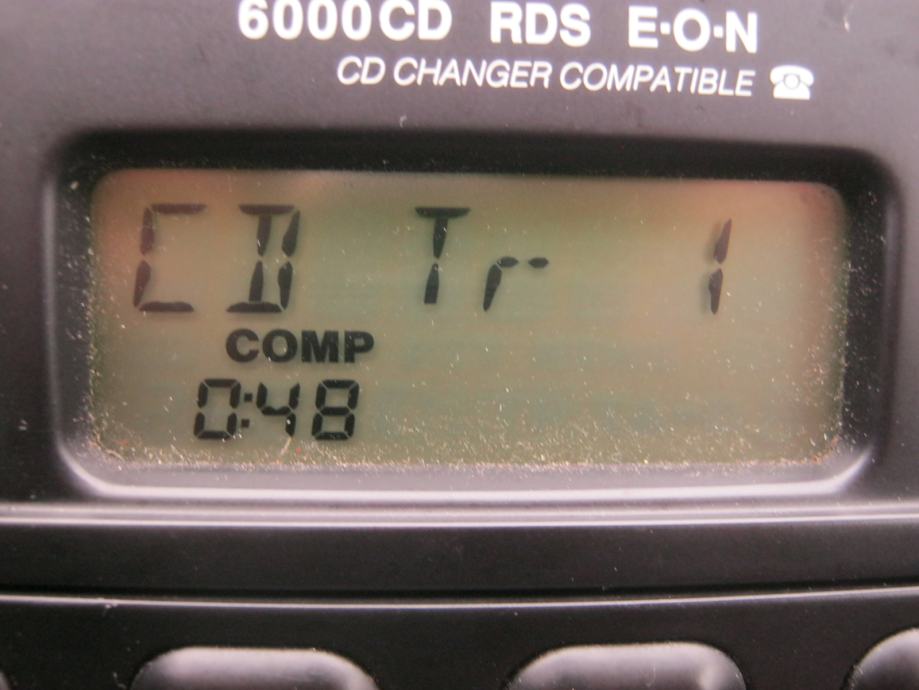 6000CD RDS E·O·N
CD CHANGER COMPATIBLE
CD Tr 1
COMP
0:48